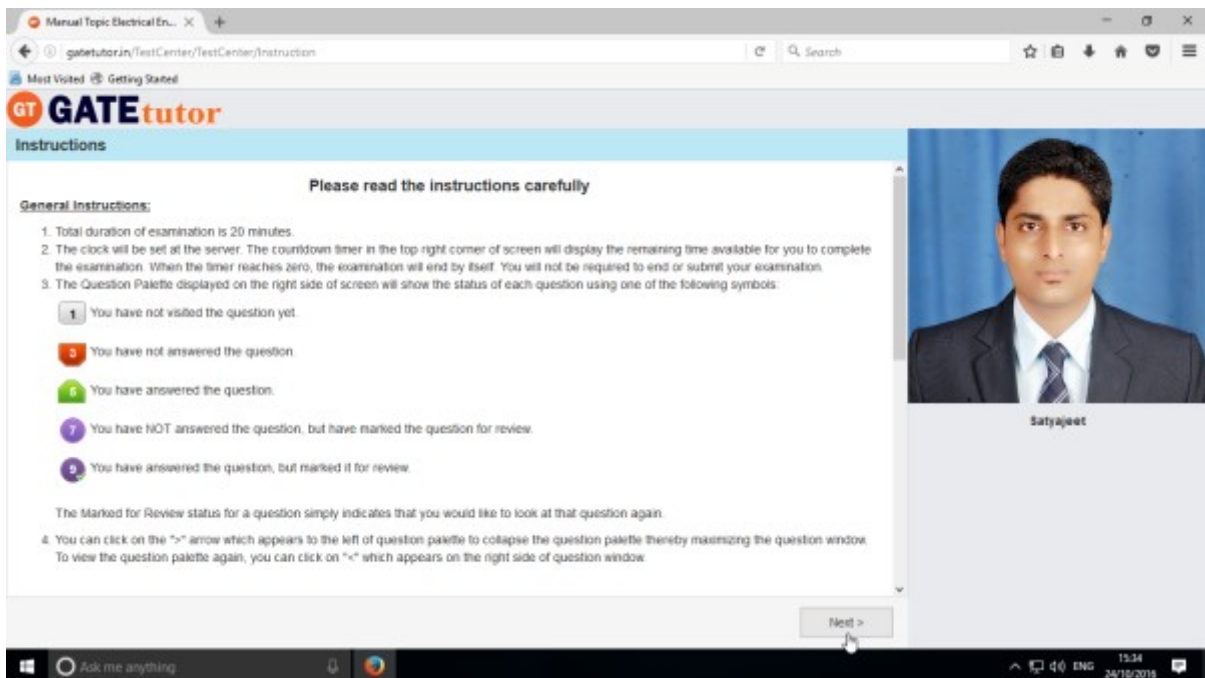 Manual Topic Electrical En...
gatetutor.in/TestCenter/TestCenter/Instruction
Search
Most Visited Getting Started
GT GATEtutor
Instructions
Please read the instructions carefully
General Instructions:
1. Total duration of examination is 20 minutes.
2. The clock will be set at the server. The countdown timer in the top right corner of screen will display the remaining time available for you to complete
the examination. When the timer reaches zero, the examination will end by itself. You will not be required to end or submit your examination.
3. The Question Palette displayed on the right side of screen will show the status of each question using one of the following symbols:
1 You have not visited the question yet.
3 You have not answered the question.
5 You have answered the question.
7 You have NOT answered the question, but have marked the question for review.
9 You have answered the question, but marked it for review.
The Marked for Review status for a question simply indicates that you would like to look at that question again.
4. You can click on the ">" arrow which appears to the left of question palette to collapse the question palette thereby maximizing the question window.
To view the question palette again, you can click on "<" which appears on the right side of question window.
Satyajeet
Next >
Ask me anything
ENG
15:34
24/10/2016